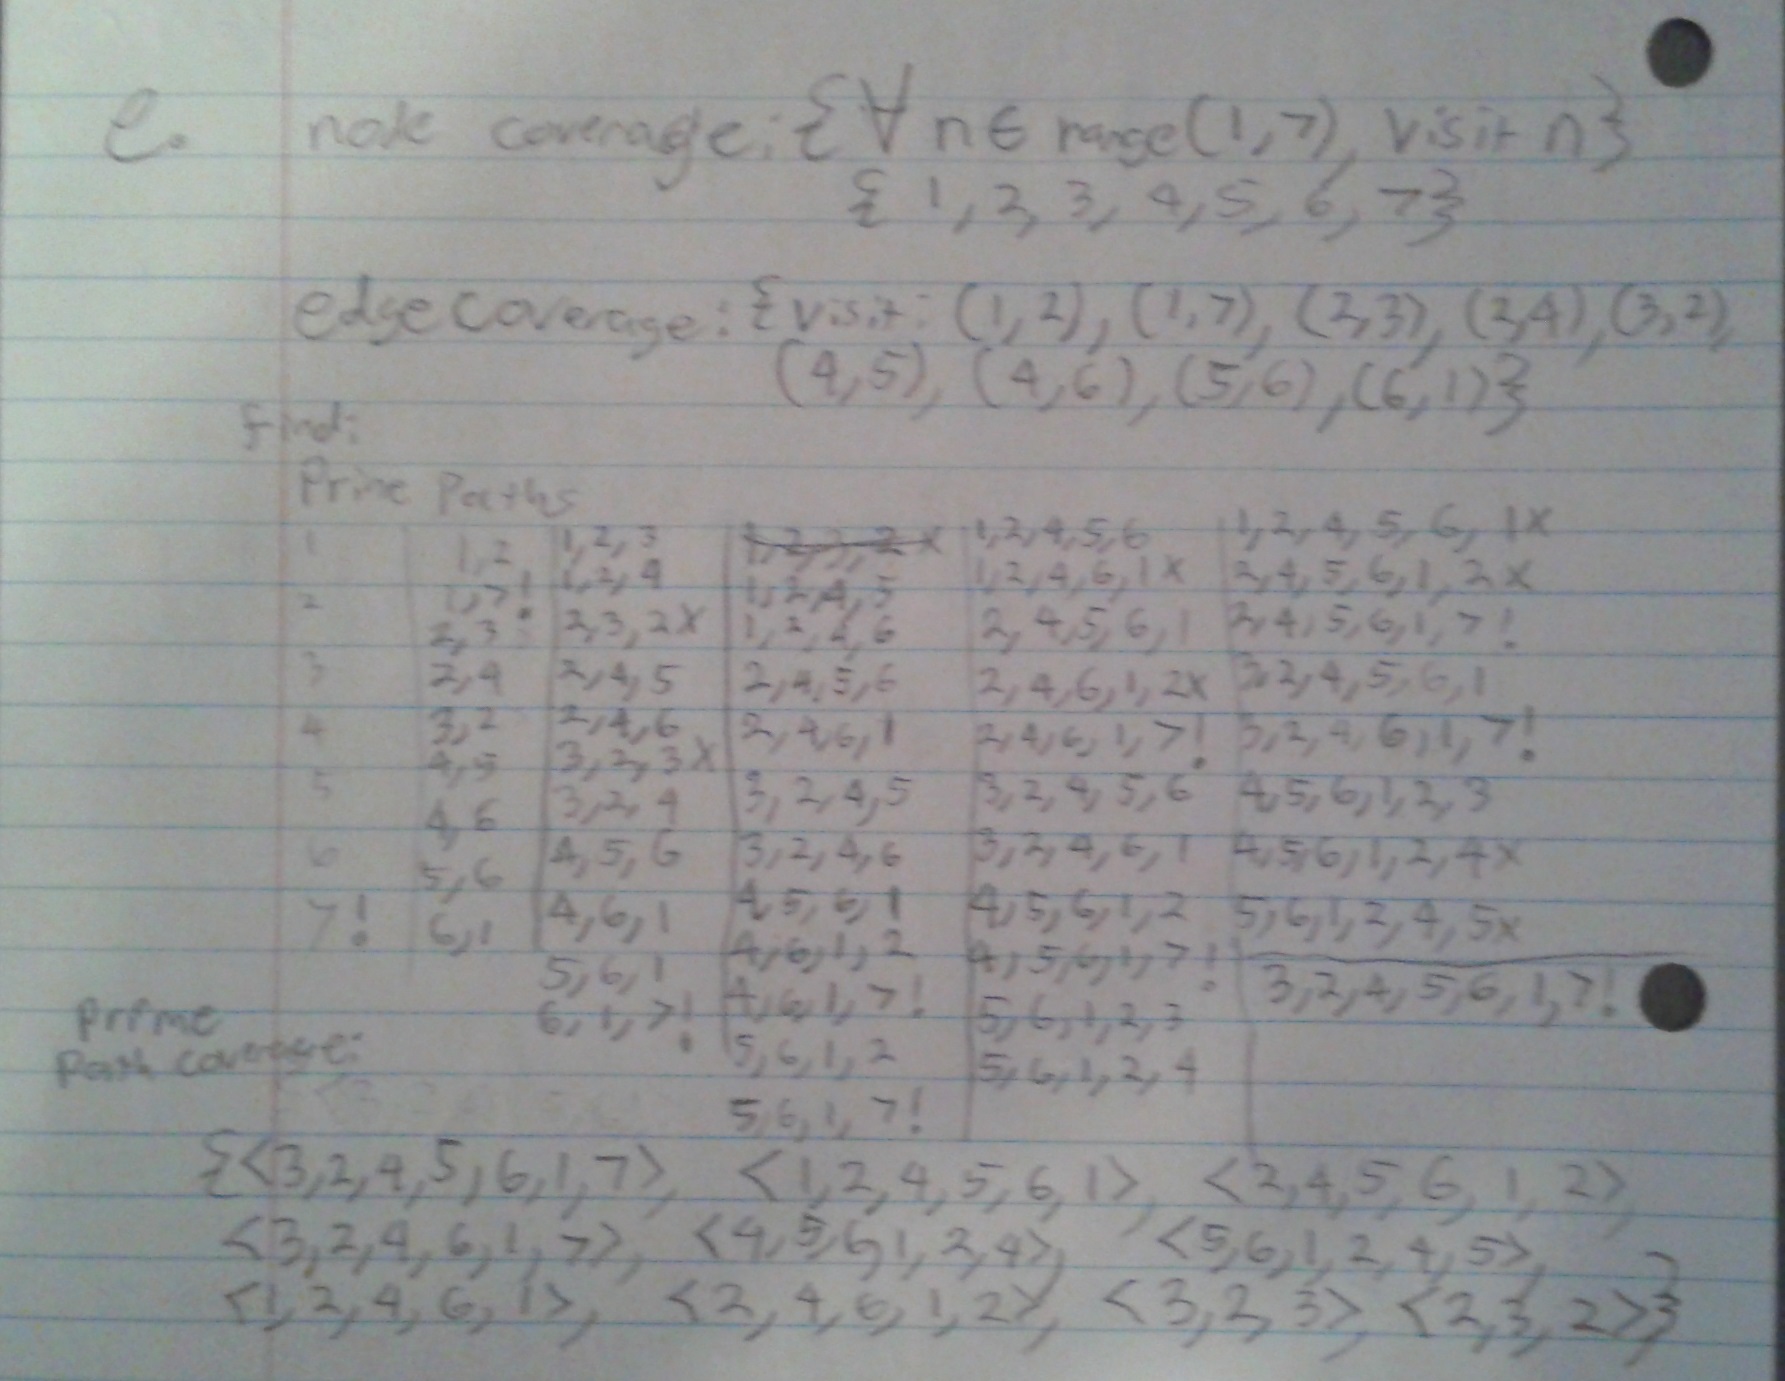 e. node coverage: {∀ n∈ range(1,7), visit n}
{1,2,3,4,5,6,7}
edge coverage: {visit: (1,2), (1,7), (2,3), (2,4), (3,2),
(4,5), (4,6), (5,6), (6,1)}
find:
Prime Paths
1 1,2 1,2,3 1,2,3,2x 1,2,4,5,6 1,2,4,5,6,1x
2 1,7! 1,2,4 1,2,4,5 1,2,4,6,1x 2,4,5,6,1,2x
2,3 2,3,2x 1,2,4,6 2,4,5,6,1 2,4,5,6,1,7!
3 2,4 2,4,5 2,4,5,6 2,4,6,1,2x 3,2,4,5,6,1
4 3,2 2,4,6 2,4,6,1 2,4,6,1,7! 3,2,4,6,1,7!
4,5 3,2,3x
5 4,6 3,2,4 3,2,4,5 3,2,4,5,6 4,5,6,1,2,3
6 5,6 4,5,6 3,2,4,6 3,2,4,6,1 4,5,6,1,2,4x
7! 6,1 4,6,1 4,5,6,1 4,5,6,1,2 5,6,1,2,4,5x
5,6,1 4,6,1,2 4,5,6,1,7!
6,1,7! 4,6,1,7! 5,6,1,2,3 3,2,4,5,6,1,7!
5,6,1,2 5,6,1,2,4
5,6,1,7!
Prime
Path coverage:
{<3,2,4,5,6,1,7>, <1,2,4,5,6,1>, <2,4,5,6,1,2>
<3,2,4,6,1,7>, <4,5,6,1,2,4>, <5,6,1,2,4,5>,
<1,2,4,6,1>, <2,4,6,1,2>, <3,2,3> <2,3,2>}